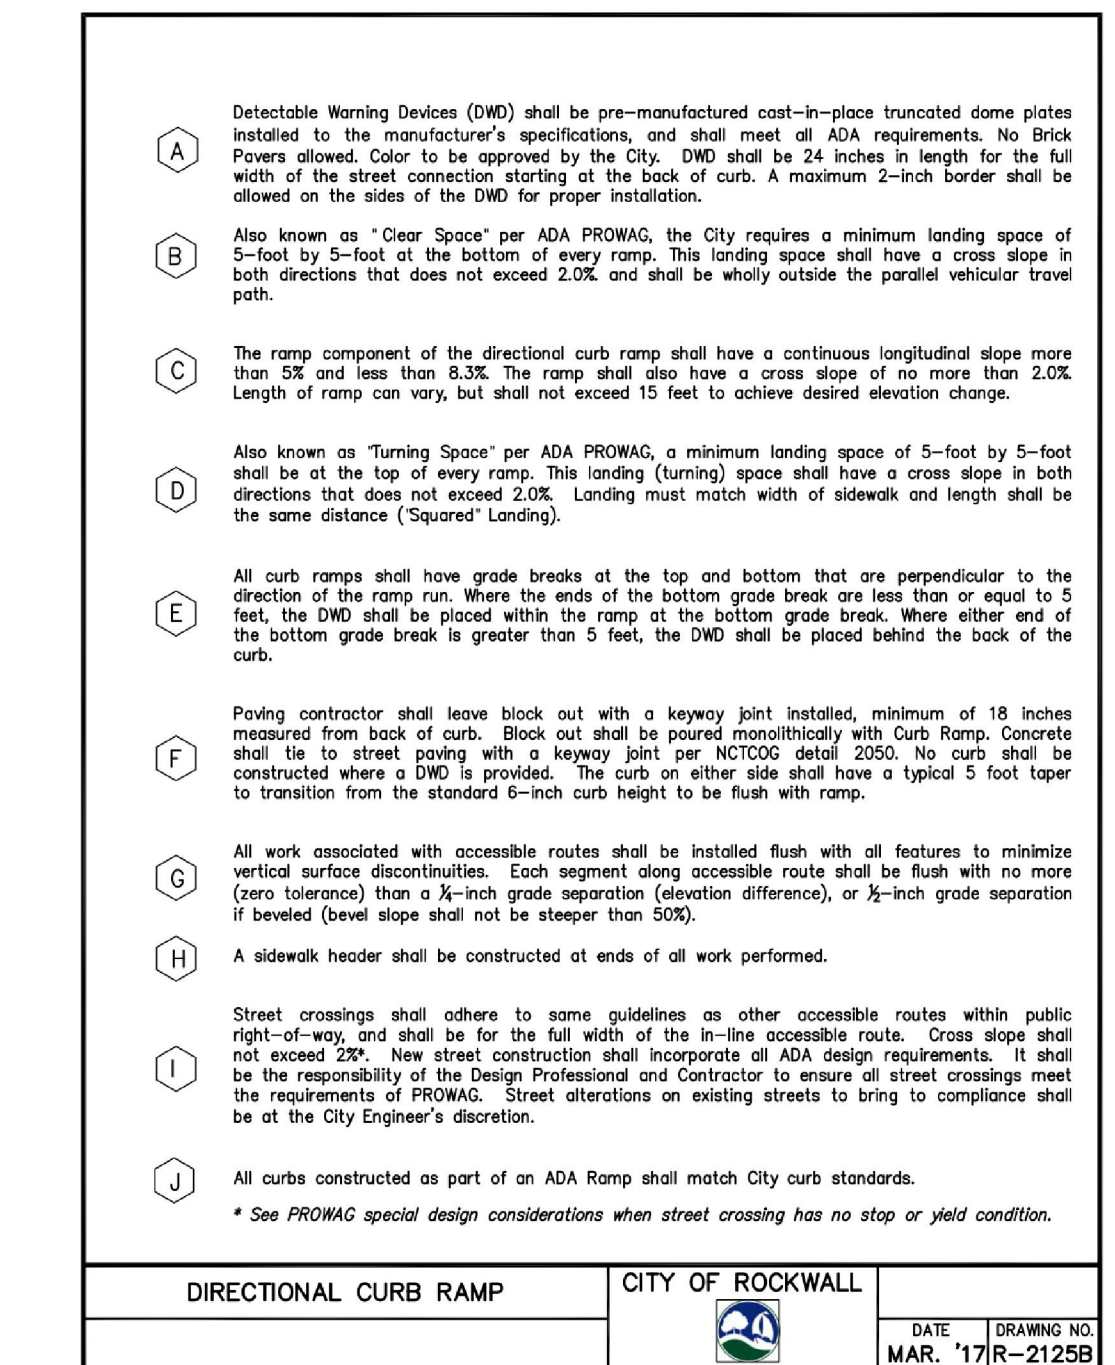 Detectable Warning Devices (DWD) shall be pre-manufactured cast-in-place truncated dome plates
installed to the manufacturer's specifications, and shall meet all ADA requirements. No Brick
A
Pavers allowed. Color to be approved by the City. DWD shall be 24 inches in length for the full
width of the street connection starting at the back of curb. A maximum 2-inch border shall be
allowed on the sides of the DWD for proper installation.
Also known as "Clear Space" per ADA PROWAG, the City requires a minimum landing space of
B
5-foot by 5-foot at the bottom of every ramp. This landing space shall have a cross slope in
both directions that does not exceed 2.0%. and shall be wholly outside the parallel vehicular travel
path.
The ramp component of the directional curb ramp shall have a continuous longitudinal slope more
C
than 5% and less than 8.3%. The ramp shall also have a cross slope of no more than 2.0%.
Length of ramp can vary, but shall not exceed 15 feet to achieve desired elevation change.
Also known as "Turning Space" per ADA PROWAG, a minimum landing space of 5-foot by 5-foot
shall be at the top of every ramp. This landing (turning) space shall have a cross slope in both
D
directions that does not exceed 2.0%. Landing must match width of sidewalk and length shall be
the same distance ("Squared" Landing).
All curb ramps shall have grade breaks at the top and bottom that are perpendicular to the
direction of the ramp run. Where the ends of the bottom grade break are less than or equal to 5
E
feet, the DWD shall be placed within the ramp at the bottom grade break. Where either end of
the bottom grade break is greater than 5 feet, the DWD shall be placed behind the back of the
curb.
Paving contractor shall leave block out with a keyway joint installed, minimum of 18 inches
measured from back of curb. Block out shall be poured monolithically with Curb Ramp. Concrete
F
shall tie to street paving with a keyway joint per NCTCOG detail 2050. No curb shall be
constructed where a DWD is provided. The curb on either side shall have a typical 5 foot taper
to transition from the standard 6-inch curb height to be flush with ramp.
All work associated with accessible routes shall be installed flush with all features to minimize
vertical surface discontinuities. Each segment along accessible route shall be flush with no more
G
(zero tolerance) than a ¼-inch grade separation (elevation difference), or ½-inch grade separation
if beveled (bevel slope shall not be steeper than 50%).
H
A sidewalk header shall be constructed at ends of all work performed.
Street crossings shall adhere to same guidelines as other accessible routes within public
right-of-way, and shall be for the full width of the in-line accessible route. Cross slope shall
not exceed 2%*. New street construction shall incorporate all ADA design requirements. It shall
I
be the responsibility of the Design Professional and Contractor to ensure all street crossings meet
the requirements of PROWAG. Street alterations on existing streets to bring to compliance shall
be at the City Engineer's discretion.
J
All curbs constructed as part of an ADA Ramp shall match City curb standards.
* See PROWAG special design considerations when street crossing has no stop or yield condition.
DIRECTIONAL CURB RAMP
CITY OF ROCKWALL
DATE
DRAWING NO.
MAR. '17
R-2125B